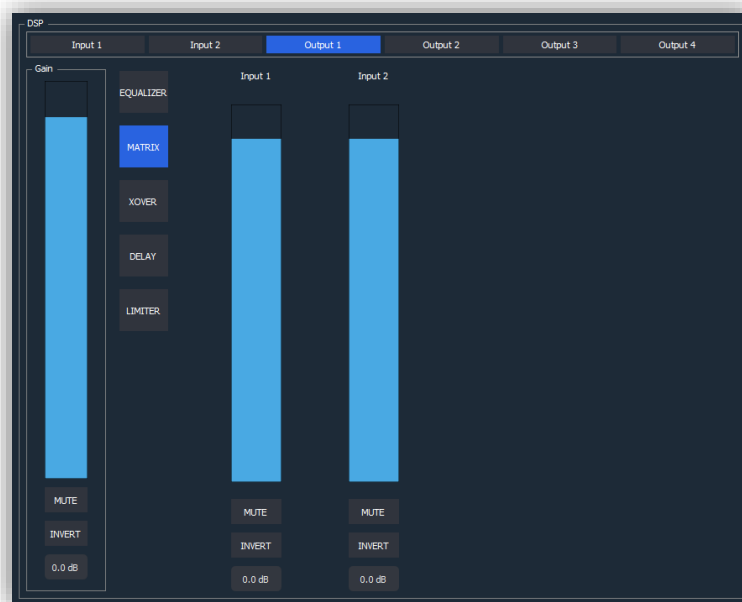 DSP
Input 1 Input 2 Output 1 Output 2 Output 3 Output 4
Gain
Input 1 Input 2
EQUALIZER
MATRIX
XOVER
DELAY
LIMITER
MUTE
INVERT
0.0 dB
MUTE MUTE
INVERT INVERT
0.0 dB 0.0 dB